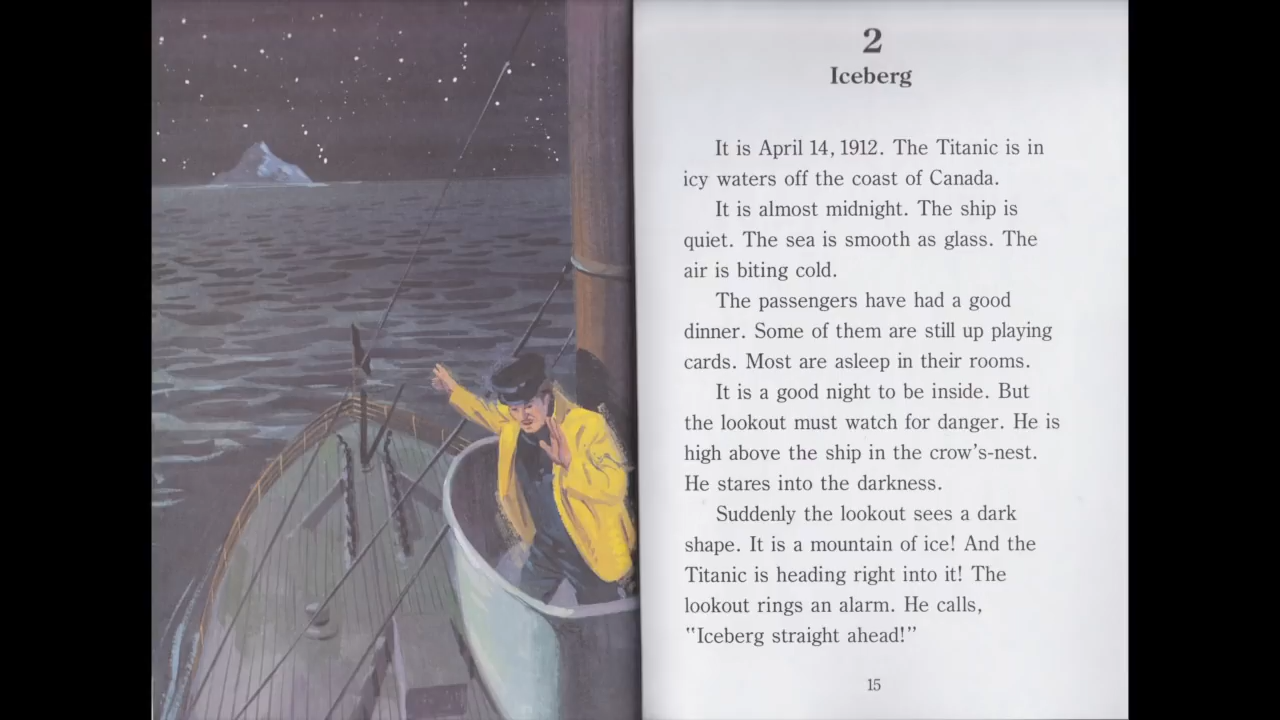 2
Iceberg
It is April 14, 1912. The Titanic is in
icy waters off the coast of Canada.
It is almost midnight. The ship is
quiet. The sea is smooth as glass. The
air is biting cold.
The passengers have had a good
dinner. Some of them are still up playing
cards. Most are asleep in their rooms.
It is a good night to be inside. But
the lookout must watch for danger. He is
high above the ship in the crow's-nest.
He stares into the darkness.
Suddenly the lookout sees a dark
shape. It is a mountain of ice! And the
Titanic is heading right into it! The
lookout rings an alarm. He calls,
"Iceberg straight ahead!"
15